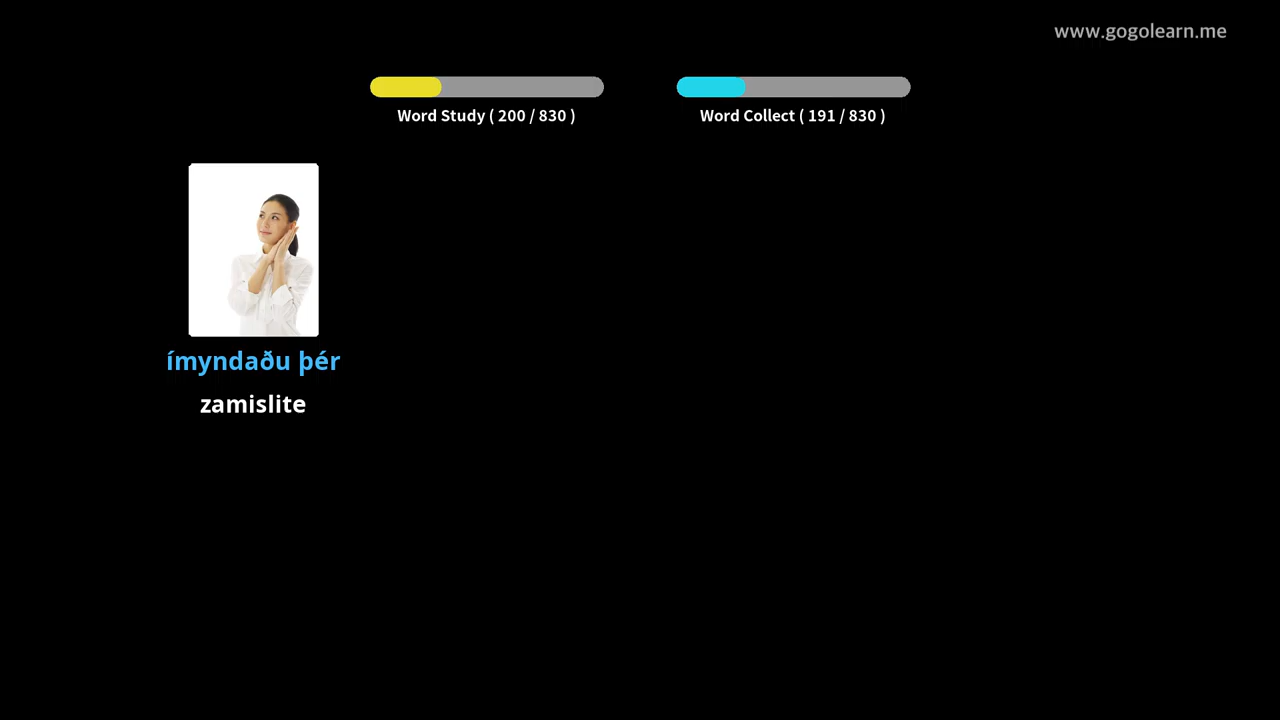 www.gogolearn.me
Word Study ( 200 / 830 )
Word Collect ( 191 / 830 )
ímyndaðu þér
zamislite